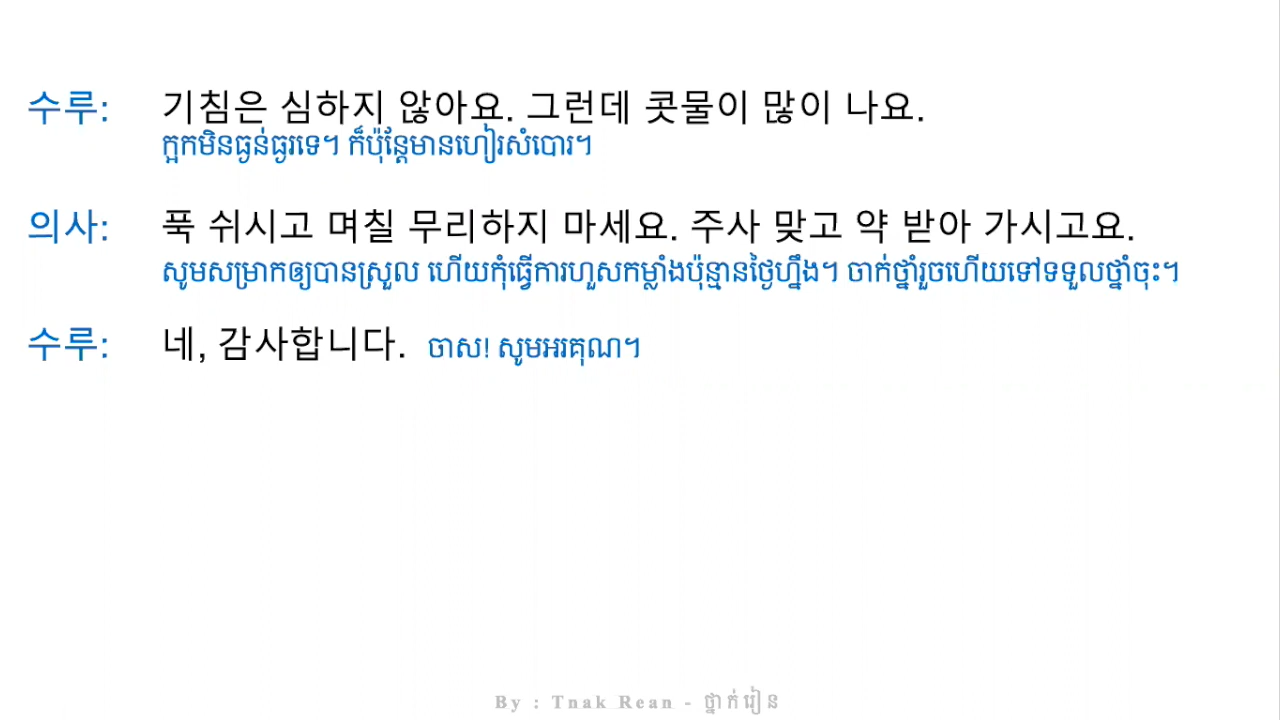 수루: 기침은 심하지 않아요. 그런데 콧물이 많이 나요.
ក្អកមិនធ្ងន់ធ្ងរទេ។ ក៏ប៉ុន្តែមានហៀរសំបោរ។
의사: 푹 쉬시고 며칠 무리하지 마세요. 주사 맞고 약 받아 가시고요.
សូមសម្រាកឲ្យបានស្រួល ហើយកុំធ្វើការហួសកម្លាំងប៉ុន្មានថ្ងៃហ្នឹង។ ចាក់ថ្នាំរួចហើយទៅទទួលថ្នាំចុះ។
수루: 네, 감사합니다. ចាស! សូមអរគុណ។
By : Tnak Rean - ថ្នាក់រៀន